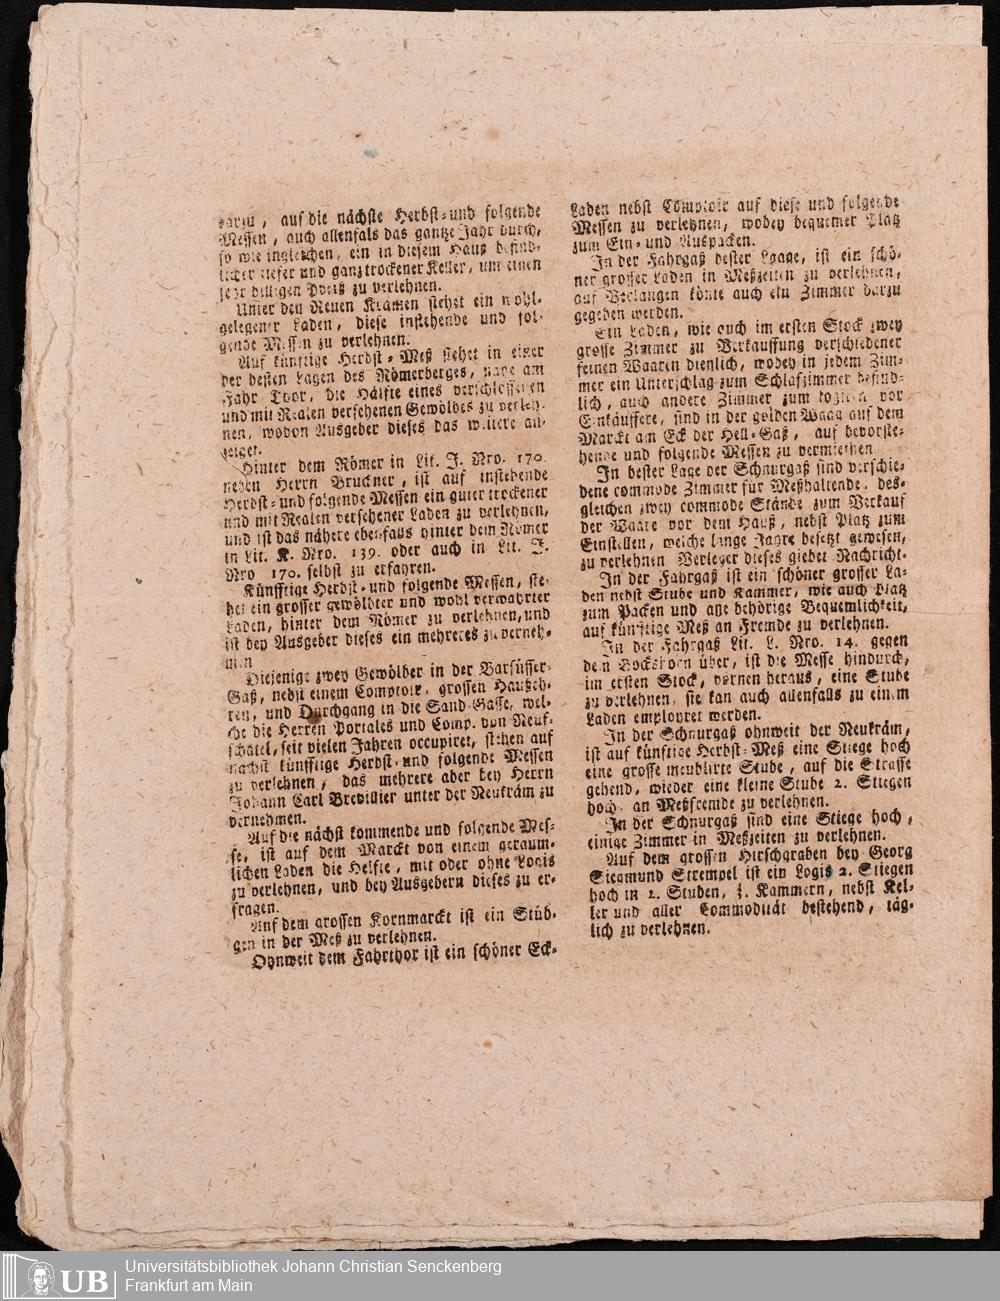 darzu, auf die nächste Herbst- und folgende
Messen, auch allenfals das gantze Jahr durch,
so wie ingleichen, ein in diesem Hauß befind-
licher tiefer und ganz trockener Keller, um einen
sehr billigen Preiß zu verlehnen.
Unter den Neuen Kramen stehet ein wohl-
gelegener Laden, diese instehende und fol-
gende Messen zu verlehnen.
Auf künftige Herbst-Meß stehet in einer
der besten Lagen des Römerberges, nahe am
Fahr Thor, die Hälfte eines verschlossenen
und mit Realen versehenen Gewölbes zu verleh-
nen, wovon Ausgeber dieses das weitere an-
zeiget.
Hinter dem Römer in Lit. J. Nro. 170.
neben Herrn Bruckner, ist auf instehende
Herbst- und folgende Messen ein guter trockener
und mit Realen versehener Laden zu verlehnen,
und ist das nähere ebenfalls hinter dem Römer
in Lit. K. Nro. 139. oder auch in Lit. J.
Nro 170. selbst zu erfahren.
Künfftige Herbst- und folgende Messen, ste-
het ein grosser gewölbter und wohl verwahrter
Laden, hinter dem Römer zu verlehnen, und
ist bey Ausgeber dieses ein mehreres zu verneh-
men
Diejenige zwey Gewölber in der Barfüsser-
Gaß, nebst einem Comptoir, grossen Haußeh-
ren, und Durchgang in die Sand-Gasse, wel-
che die Herren Portales und Comp. von Neuf-
schatel, seit vielen Jahren occupiret, stehen auf
nächst künfftige Herbst- und folgende Messen
zu verlehnen, das mehrere aber bey Herrn
Johann Carl Brevillier unter der Neukräm zu
vernehmen.
Auf die nächst kommende und folgende Mes-
se, ist auf dem Marckt von einem geraum-
lichen Laden die Helfte, mit oder ohne Logis
zu verlehnen, und bey Ausgebern dieses zu er-
fragen.
Auf dem grossen Kornmarckt ist ein Stüb-
gen in der Meß zu verlehnen.
Ohnweit dem Fahrthor ist ein schöner Eck-
Laden nebst Comptoir auf diese und folgende
Messen zu verlehnen, wobey bequemer Platz
zum Ein- und Auspacken.
In der Fahrgaß bester Laage, ist ein schö-
ner grosser Laden in Meßzeiten zu verlehnen,
auf Verlangen könte auch ein Zimmer darzu
gegeben werden.
Ein Laden, wie auch im ersten Stock zwey
grosse Zimmer zu Verkauffung verschiedener
feinen Waaren dienlich, wobey in jedem Zim-
mer ein Unterschlag zum Schlafzimmer befind-
lich, auch andere Zimmer zum logiren vor
Einkäuffere, sind in der golden Waag auf dem
Marckt am Eck der Hell-Gaß, auf bevorste-
hende und folgende Messen zu vermiethen
In bester Lage der Schnurgaß sind verschie-
dene commode Zimmer für Meßhaltende, des-
gleichen zwey commode Stände zum Verkauf
der Waare vor dem Hauß, nebst Platz zum
Einstellen, welche lange Jahre besetzt gewesen,
zu verlehnen Verleger dieses giebet Nachricht.
In der Fahrgaß ist ein schöner grosser La-
den nebst Stube und Kammer, wie auch Platz
zum Packen und alle behörige Bequemlichkeit,
auf künftige Meß an Fremde zu verlehnen.
In der Fahrgaß Lit. L. Nro. 14. gegen
dem Bockshorn über, ist die Messe hindurch,
im ersten Stock, vornen heraus, eine Stube
zu verlehnen, sie kan auch allenfalls zu einem
Laden employret werden.
In der Schnurgaß ohnweit der Neukräm,
ist auf künftige Herbst-Meß eine Stiege hoch
eine grosse meublirte Stube, auf die Strasse
gehend, wieder eine kleine Stube 2. Stiegen
hoch, an Meßfremde zu verlehnen.
In der Schnurgaß sind eine Stiege hoch,
einige Zimmer in Meßzeiten zu verlehnen.
Auf dem grossen Hirschgraben bey Georg
Siegmund Strempel ist ein Logis 2. Stiegen
hoch in 2. Stuben, 3. Kammern, nebst Kel-
ler und aller Commodität bestehend, täg-
lich zu verlehnen.
UB
Universitätsbibliothek Johann Christian Senckenberg
Frankfurt am Main